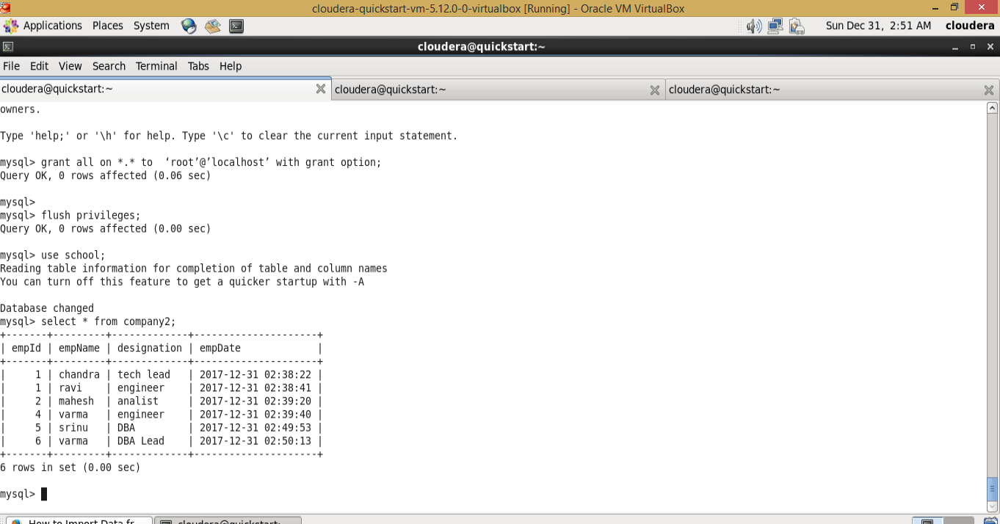 cloudera-quickstart-vm-5.12.0-0-virtualbox [Running] - Oracle VM VirtualBox
Applications Places System Sun Dec 31, 2:51 AM cloudera
cloudera@quickstart:~
File Edit View Search Terminal Tabs Help
cloudera@quickstart:~ cloudera@quickstart:~ cloudera@quickstart:~
owners.
Type 'help;' or '\h' for help. Type '\c' to clear the current input statement.
mysql> grant all on *.* to  ‘root’@’localhost’ with grant option;
Query OK, 0 rows affected (0.06 sec)
mysql>
mysql> flush privileges;
Query OK, 0 rows affected (0.00 sec)
mysql> use school;
Reading table information for completion of table and column names
You can turn off this feature to get a quicker startup with -A
Database changed
mysql> select * from company2;
+-------+---------+-------------+---------------------+
| empId | empName | designation | empDate             |
+-------+---------+-------------+---------------------+
|     1 | chandra | tech lead   | 2017-12-31 02:38:22 |
|     1 | ravi    | engineer    | 2017-12-31 02:38:41 |
|     2 | mahesh  | analist     | 2017-12-31 02:39:20 |
|     4 | varma   | engineer    | 2017-12-31 02:39:40 |
|     5 | srinu   | DBA         | 2017-12-31 02:49:53 |
|     6 | varma   | DBA Lead    | 2017-12-31 02:50:13 |
+-------+---------+-------------+---------------------+
6 rows in set (0.00 sec)
mysql>
How to Import Data fr... cloudera@quickstart:~